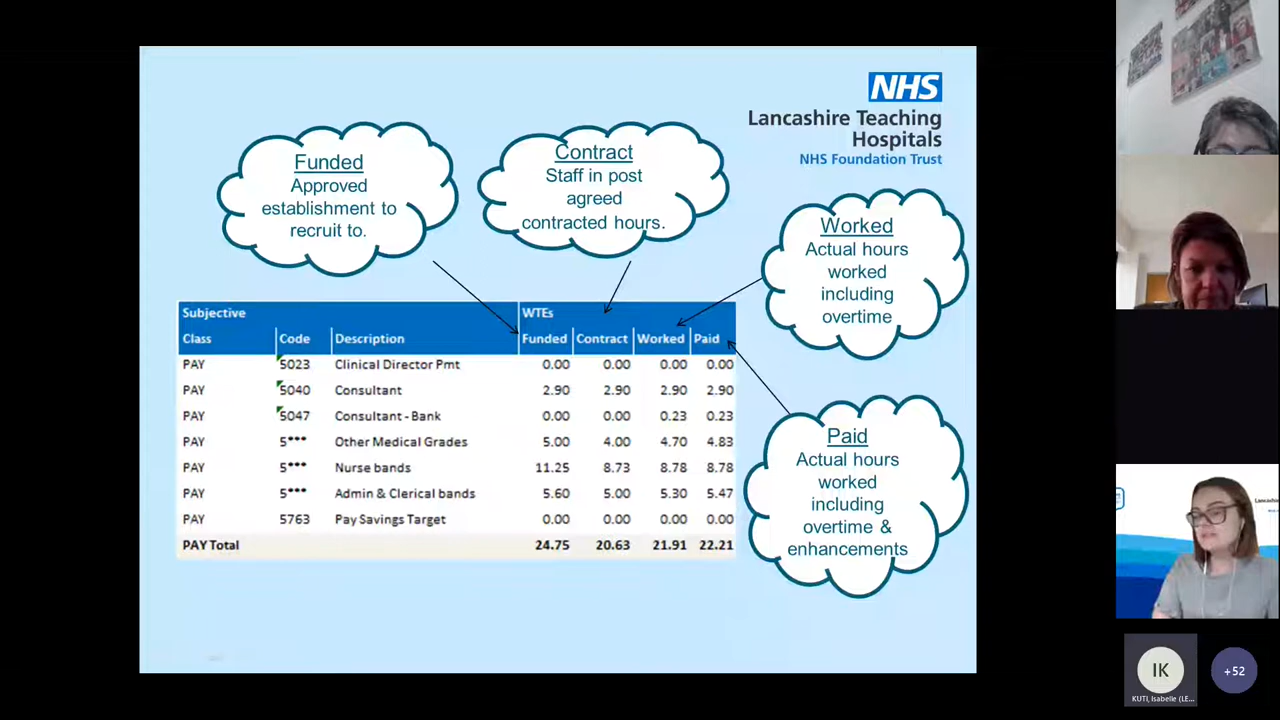 NHS
Lancashire Teaching
Hospitals
NHS Foundation Trust
Funded
Approved
establishment to
recruit to.
Contract
Staff in post
agreed
contracted hours.
Worked
Actual hours
worked
including
overtime
Subjective WTEs
Class Code Description Funded Contract Worked Paid
PAY 5023 Clinical Director Pmt 0.00 0.00 0.00 0.00
PAY 5040 Consultant 2.90 2.90 2.90 2.90
PAY 5047 Consultant - Bank 0.00 0.00 0.23 0.23
PAY 5*** Other Medical Grades 5.00 4.00 4.70 4.83
PAY 5*** Nurse bands 11.25 8.73 8.78 8.78
PAY 5*** Admin & Clerical bands 5.60 5.00 5.30 5.47
PAY 5763 Pay Savings Target 0.00 0.00 0.00 0.00
PAY Total 24.75 20.63 21.91 22.21
Paid
Actual hours
worked
including
overtime &
enhancements
IK
+52
KUTI, Isabelle (LE...